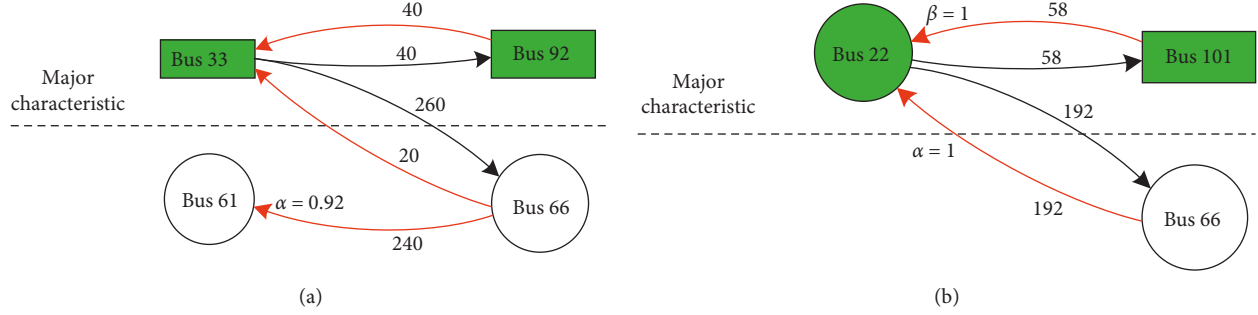 40
Bus 33
Bus 92
40
Major
characteristic
260
20
Bus 61
α = 0.92
Bus 66
240
(a)
β = 1
58
Bus 22
58
Bus 101
Major
characteristic
192
α = 1
192
Bus 66
(b)